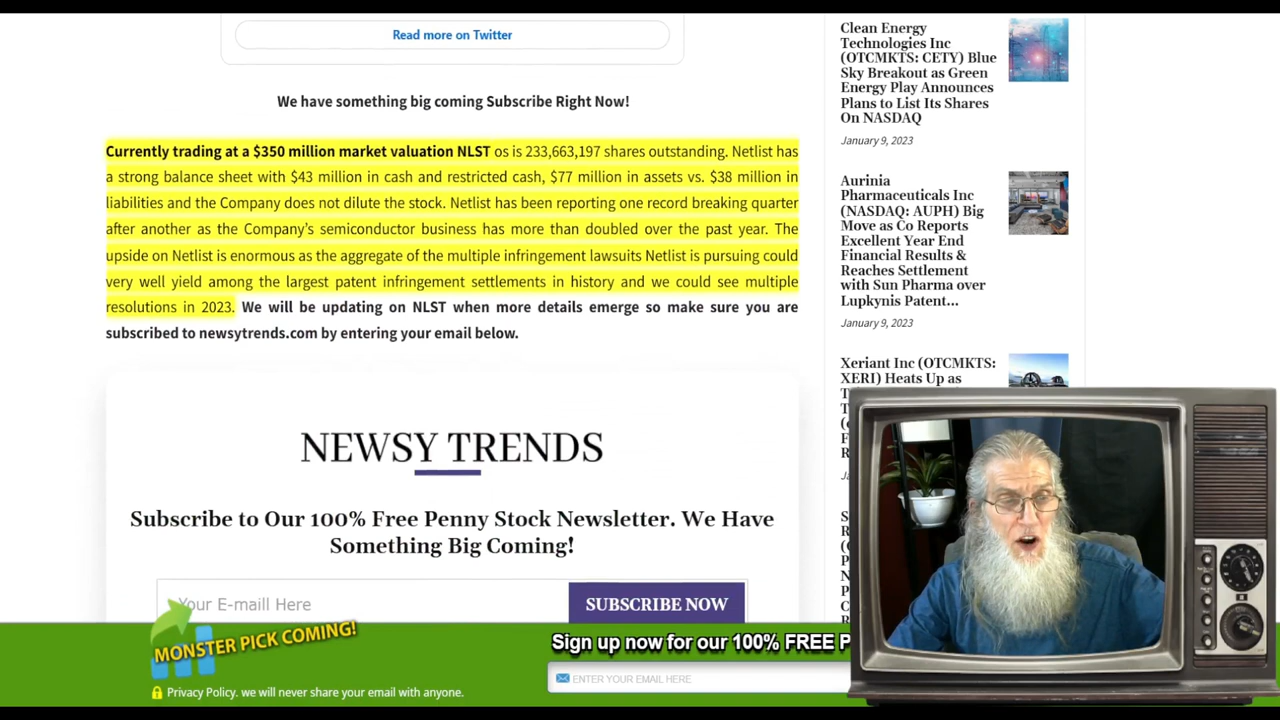 Read more on Twitter
We have something big coming Subscribe Right Now!
Currently trading at a $350 million market valuation NLST os is 233,663,197 shares outstanding. Netlist has
a strong balance sheet with $43 million in cash and restricted cash, $77 million in assets vs. $38 million in
liabilities and the Company does not dilute the stock. Netlist has been reporting one record breaking quarter
after another as the Company's semiconductor business has more than doubled over the past year. The
upside on Netlist is enormous as the aggregate of the multiple infringement lawsuits Netlist is pursuing could
very well yield among the largest patent infringement settlements in history and we could see multiple
resolutions in 2023. We will be updating on NLST when more details emerge so make sure you are
subscribed to newsytrends.com by entering your email below.
NEWSY TRENDS
Subscribe to Our 100% Free Penny Stock Newsletter. We Have
Something Big Coming!
Your E-maill Here
SUBSCRIBE NOW
MONSTER PICK COMING!
Privacy Policy. we will never share your email with anyone.
Sign up now for our 100% FREE P
ENTER YOUR EMAIL HERE
Clean Energy
Technologies Inc
(OTCMKTS: CETY) Blue
Sky Breakout as Green
Energy Play Announces
Plans to List Its Shares
On NASDAQ
January 9, 2023
Aurinia
Pharmaceuticals Inc
(NASDAQ: AUPH) Big
Move as Co Reports
Excellent Year End
Financial Results &
Reaches Settlement
with Sun Pharma over
Lupkynis Patent...
January 9, 2023
Xeriant Inc (OTCMKTS:
XERI) Heats Up as